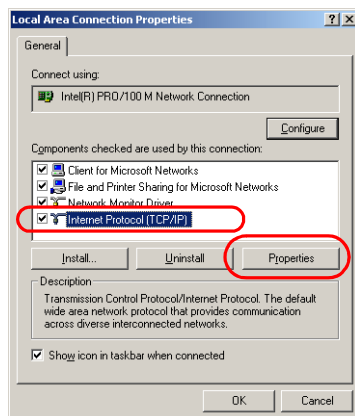 Local Area Connection Properties
General
Connect using:
Intel(R) PRO/100 M Network Connection
Configure
Components checked are used by this connection:
Client for Microsoft Networks
File and Printer Sharing for Microsoft Networks
Network Monitor Driver
Internet Protocol (TCP/IP)
Install... Uninstall Properties
Description
Transmission Control Protocol/Internet Protocol. The default
wide area network protocol that provides communication
across diverse interconnected networks.
Show icon in taskbar when connected
OK Cancel